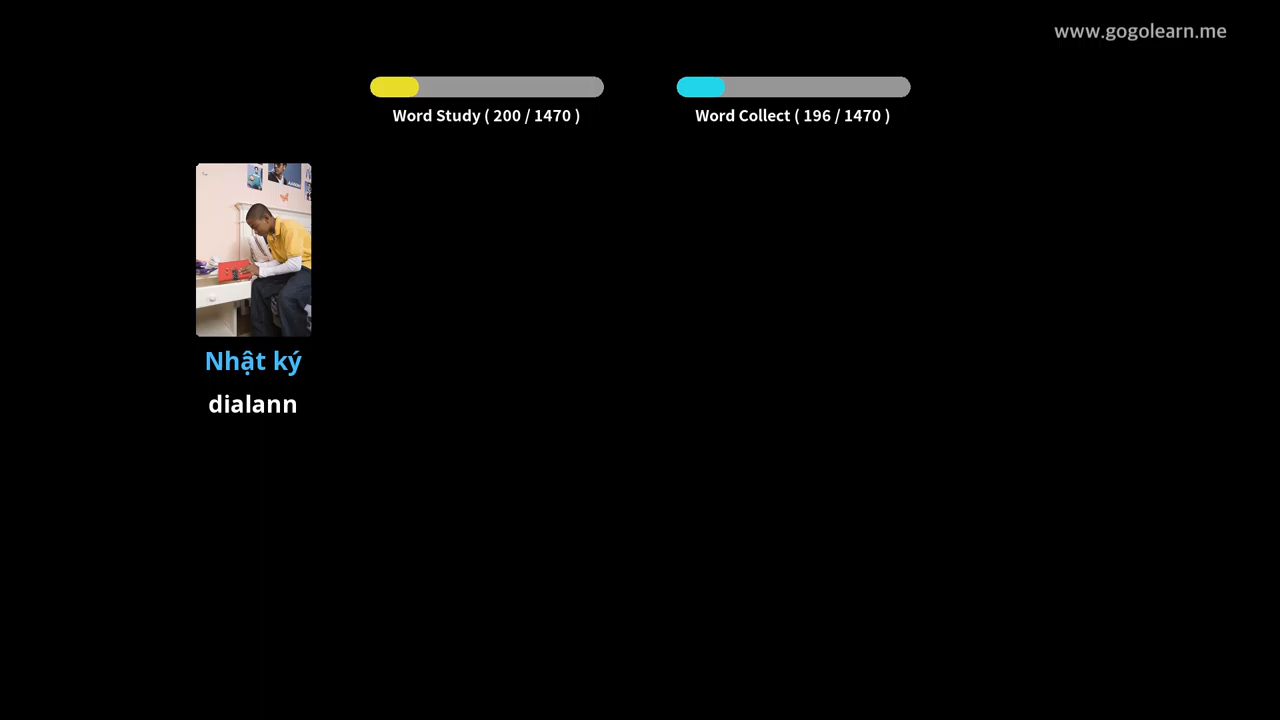 www.gogolearn.me
Word Study ( 200 / 1470 )
Word Collect ( 196 / 1470 )
Nhật ký
dialann